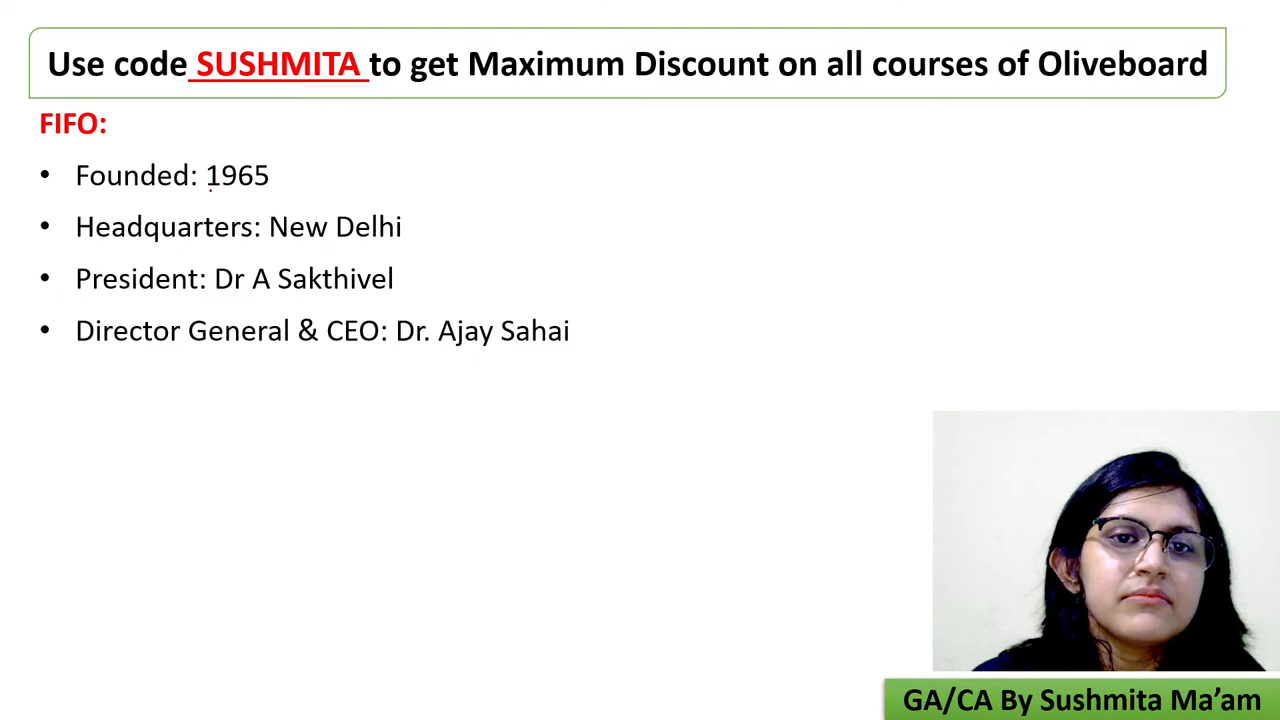 Use code SUSHMITA to get Maximum Discount on all courses of Oliveboard
FIFO:
• Founded: 1965
• Headquarters: New Delhi
• President: Dr A Sakthivel
• Director General & CEO: Dr. Ajay Sahai
GA/CA By Sushmita Ma’am